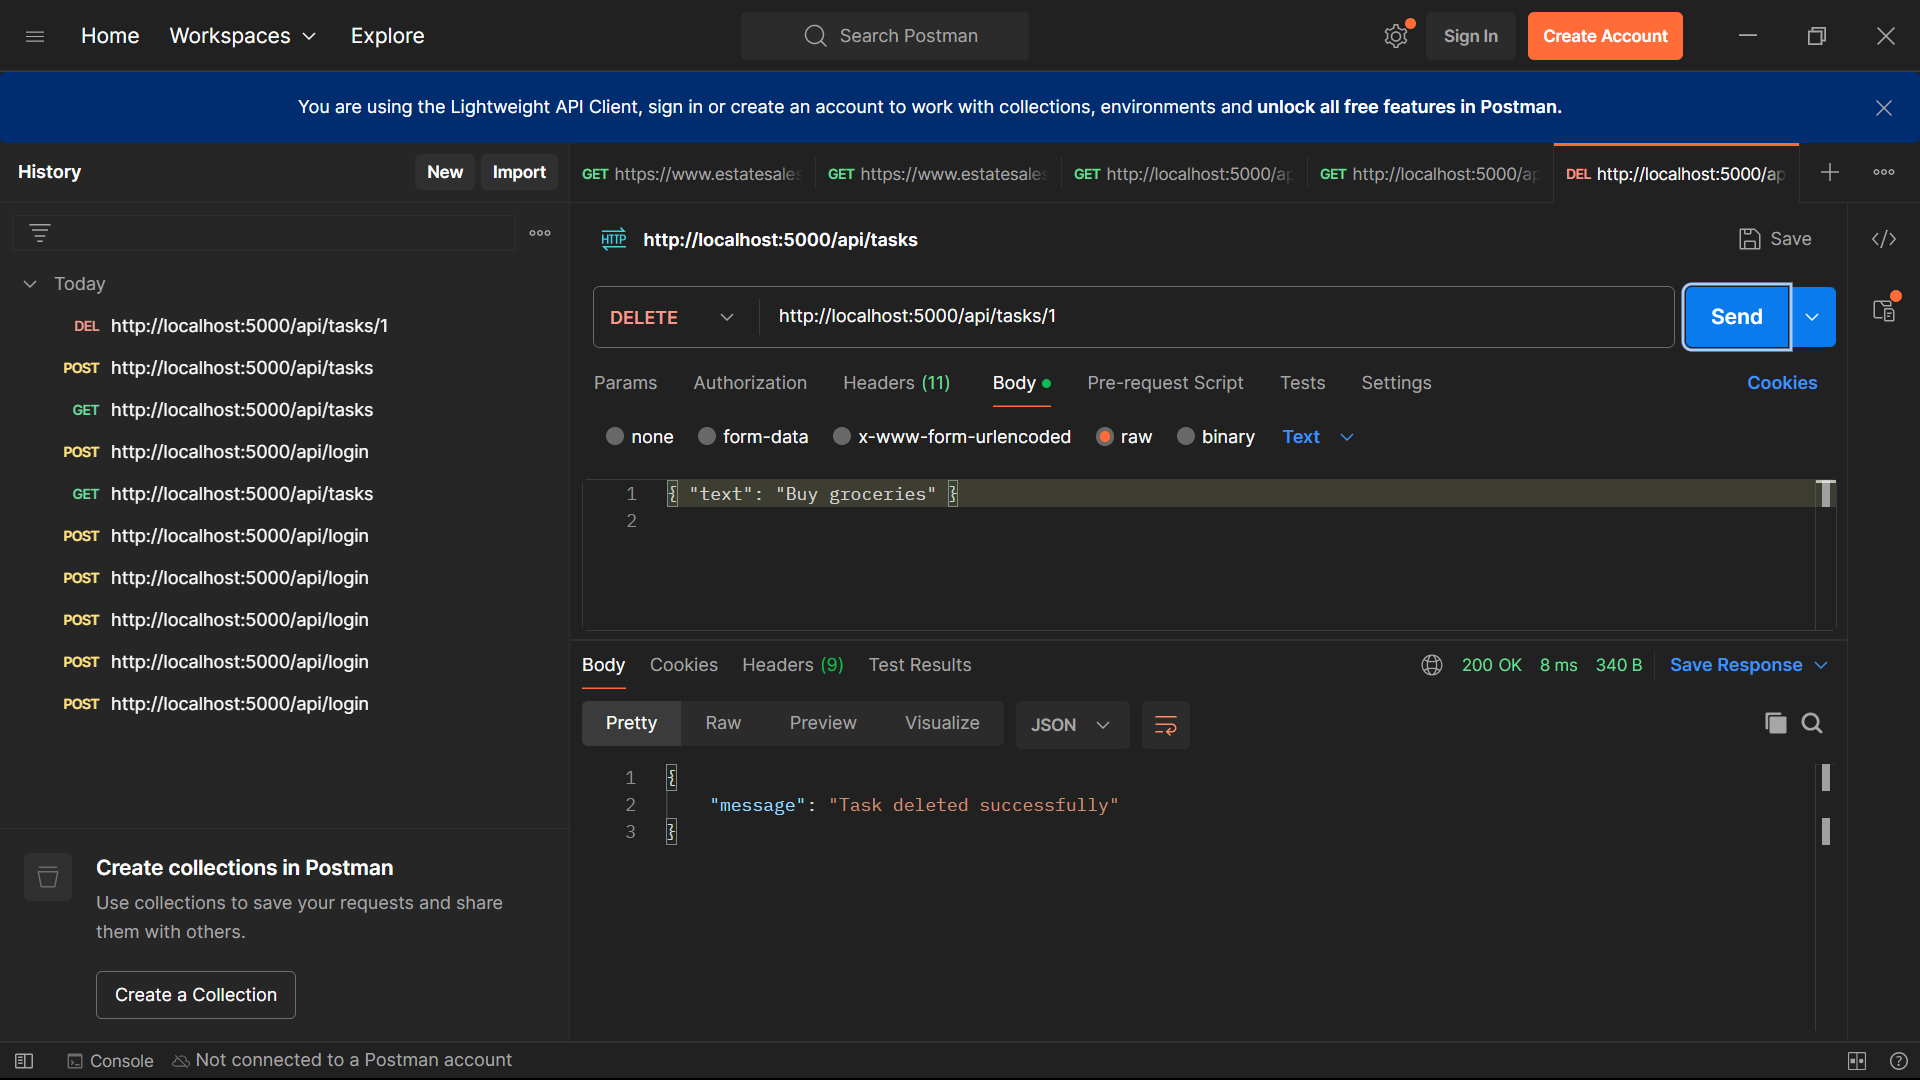 Home Workspaces Explore Search Postman Sign In Create Account
You are using the Lightweight API Client, sign in or create an account to work with collections, environments and unlock all free features in Postman.
History New Import
GET https://www.estatesales GET https://www.estatesales GET http://localhost:5000/ap GET http://localhost:5000/ap DEL http://localhost:5000/ap
HTTP http://localhost:5000/api/tasks Save
Today
DEL http://localhost:5000/api/tasks/1
POST http://localhost:5000/api/tasks
GET http://localhost:5000/api/tasks
POST http://localhost:5000/api/login
GET http://localhost:5000/api/tasks
POST http://localhost:5000/api/login
POST http://localhost:5000/api/login
POST http://localhost:5000/api/login
POST http://localhost:5000/api/login
POST http://localhost:5000/api/login
Create collections in Postman
Use collections to save your requests and share
them with others.
Create a Collection
DELETE http://localhost:5000/api/tasks/1 Send
Params Authorization Headers (11) Body Pre-request Script Tests Settings Cookies
none form-data x-www-form-urlencoded raw binary Text
1 { "text": "Buy groceries" }
2
Body Cookies Headers (9) Test Results 200 OK 8 ms 340 B Save Response
Pretty Raw Preview Visualize JSON
1 {
2 "message": "Task deleted successfully"
3 }
Console Not connected to a Postman account